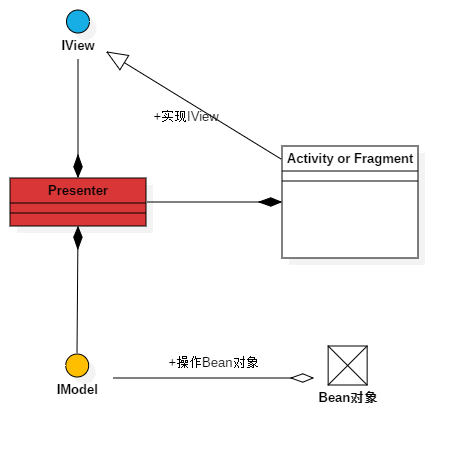 IView
+实现IView
Activity or Fragment
Presenter
+操作Bean对象
IModel
Bean对象